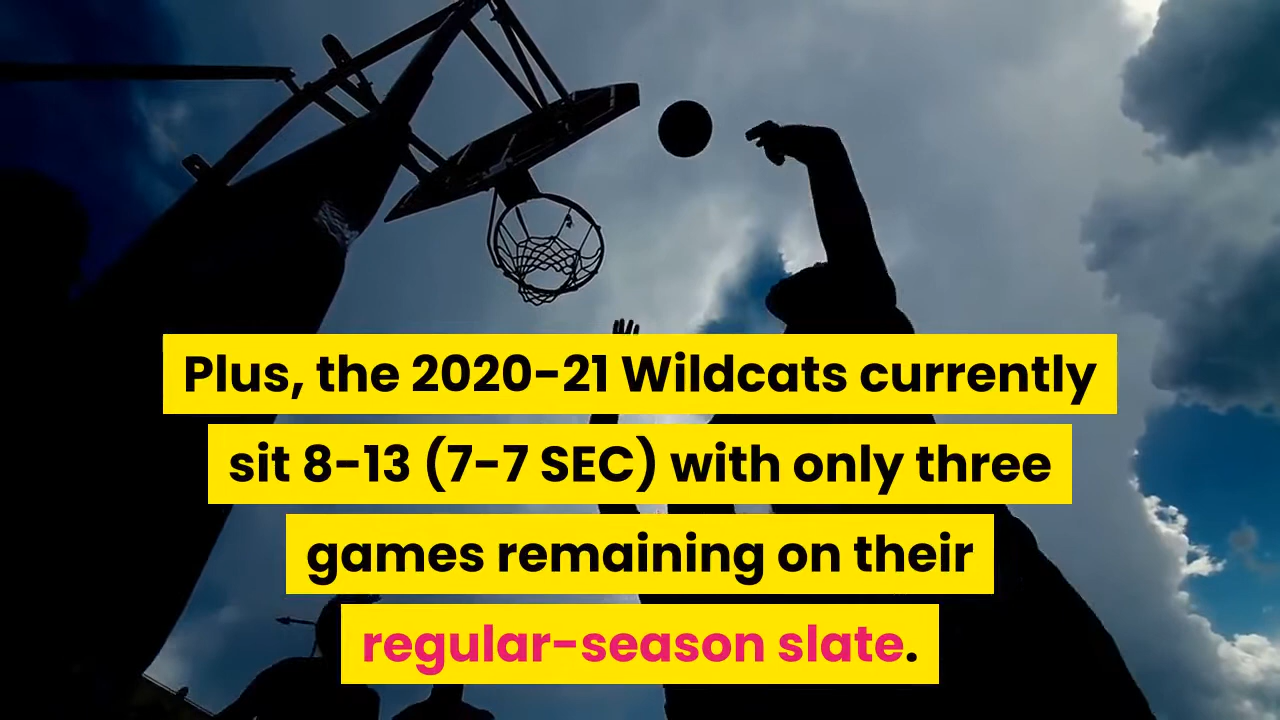 Plus, the 2020-21 Wildcats currently
sit 8-13 (7-7 SEC) with only three
games remaining on their
regular-season slate.